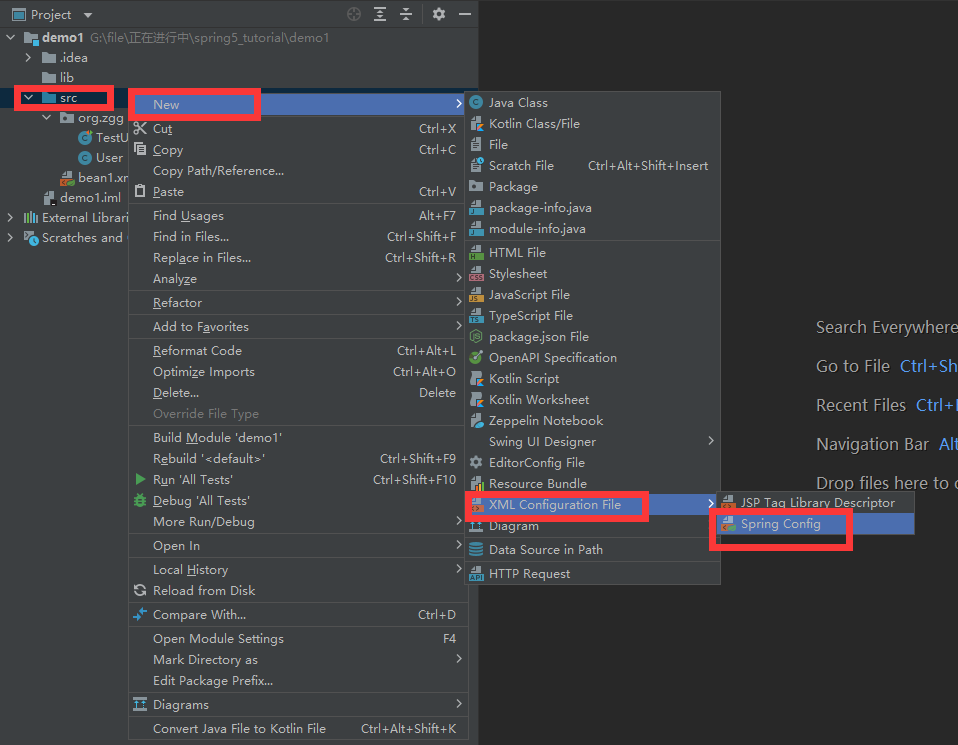 Project
demo1 G:\file\正在进行中\spring5_tutorial\demo1
.idea
lib
src
org.zgg
TestU
User
bean1.xn
demo1.iml
External Librari
Scratches and
New
Cut Ctrl+X
Copy Ctrl+C
Copy Path/Reference...
Paste Ctrl+V
Find Usages Alt+F7
Find in Files... Ctrl+Shift+F
Replace in Files... Ctrl+Shift+R
Analyze
Refactor
Add to Favorites
Reformat Code Ctrl+Alt+L
Optimize Imports Ctrl+Alt+O
Delete... Delete
Override File Type
Build Module 'demo1'
Rebuild '<default>' Ctrl+Shift+F9
Run 'All Tests' Ctrl+Shift+F10
Debug 'All Tests'
More Run/Debug
Open In
Local History
Reload from Disk
Compare With... Ctrl+D
Open Module Settings F4
Mark Directory as
Edit Package Prefix...
Diagrams
Convert Java File to Kotlin File Ctrl+Alt+Shift+K
Java Class
Kotlin Class/File
File
Scratch File Ctrl+Alt+Shift+Insert
Package
package-info.java
module-info.java
HTML File
Stylesheet
JavaScript File
TypeScript File
package.json File
OpenAPI Specification
Kotlin Script
Kotlin Worksheet
Zeppelin Notebook
Swing UI Designer
EditorConfig File
Resource Bundle
XML Configuration File
Diagram
Data Source in Path
HTTP Request
JSP Tag Library Descriptor
Spring Config
Search Everywhere
Go to File Ctrl+Sh
Recent Files Ctrl+
Navigation Bar Al
Drop files here to o